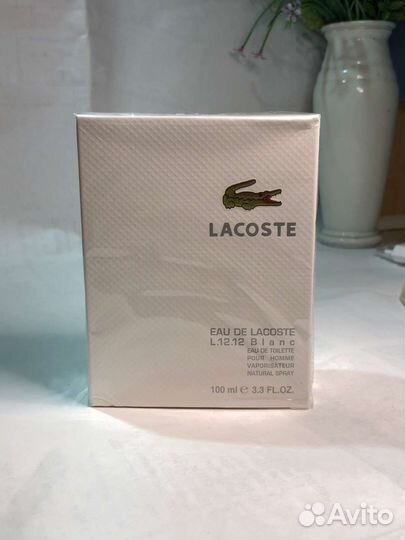 LACOSTE
EAU DE LACOSTE
L.12.12 Blanc
EAU DE TOILETTE
POUR HOMME
VAPORISATEUR
NATURAL SPRAY
100 ml ℮ 3.3 FL.OZ.
Avito